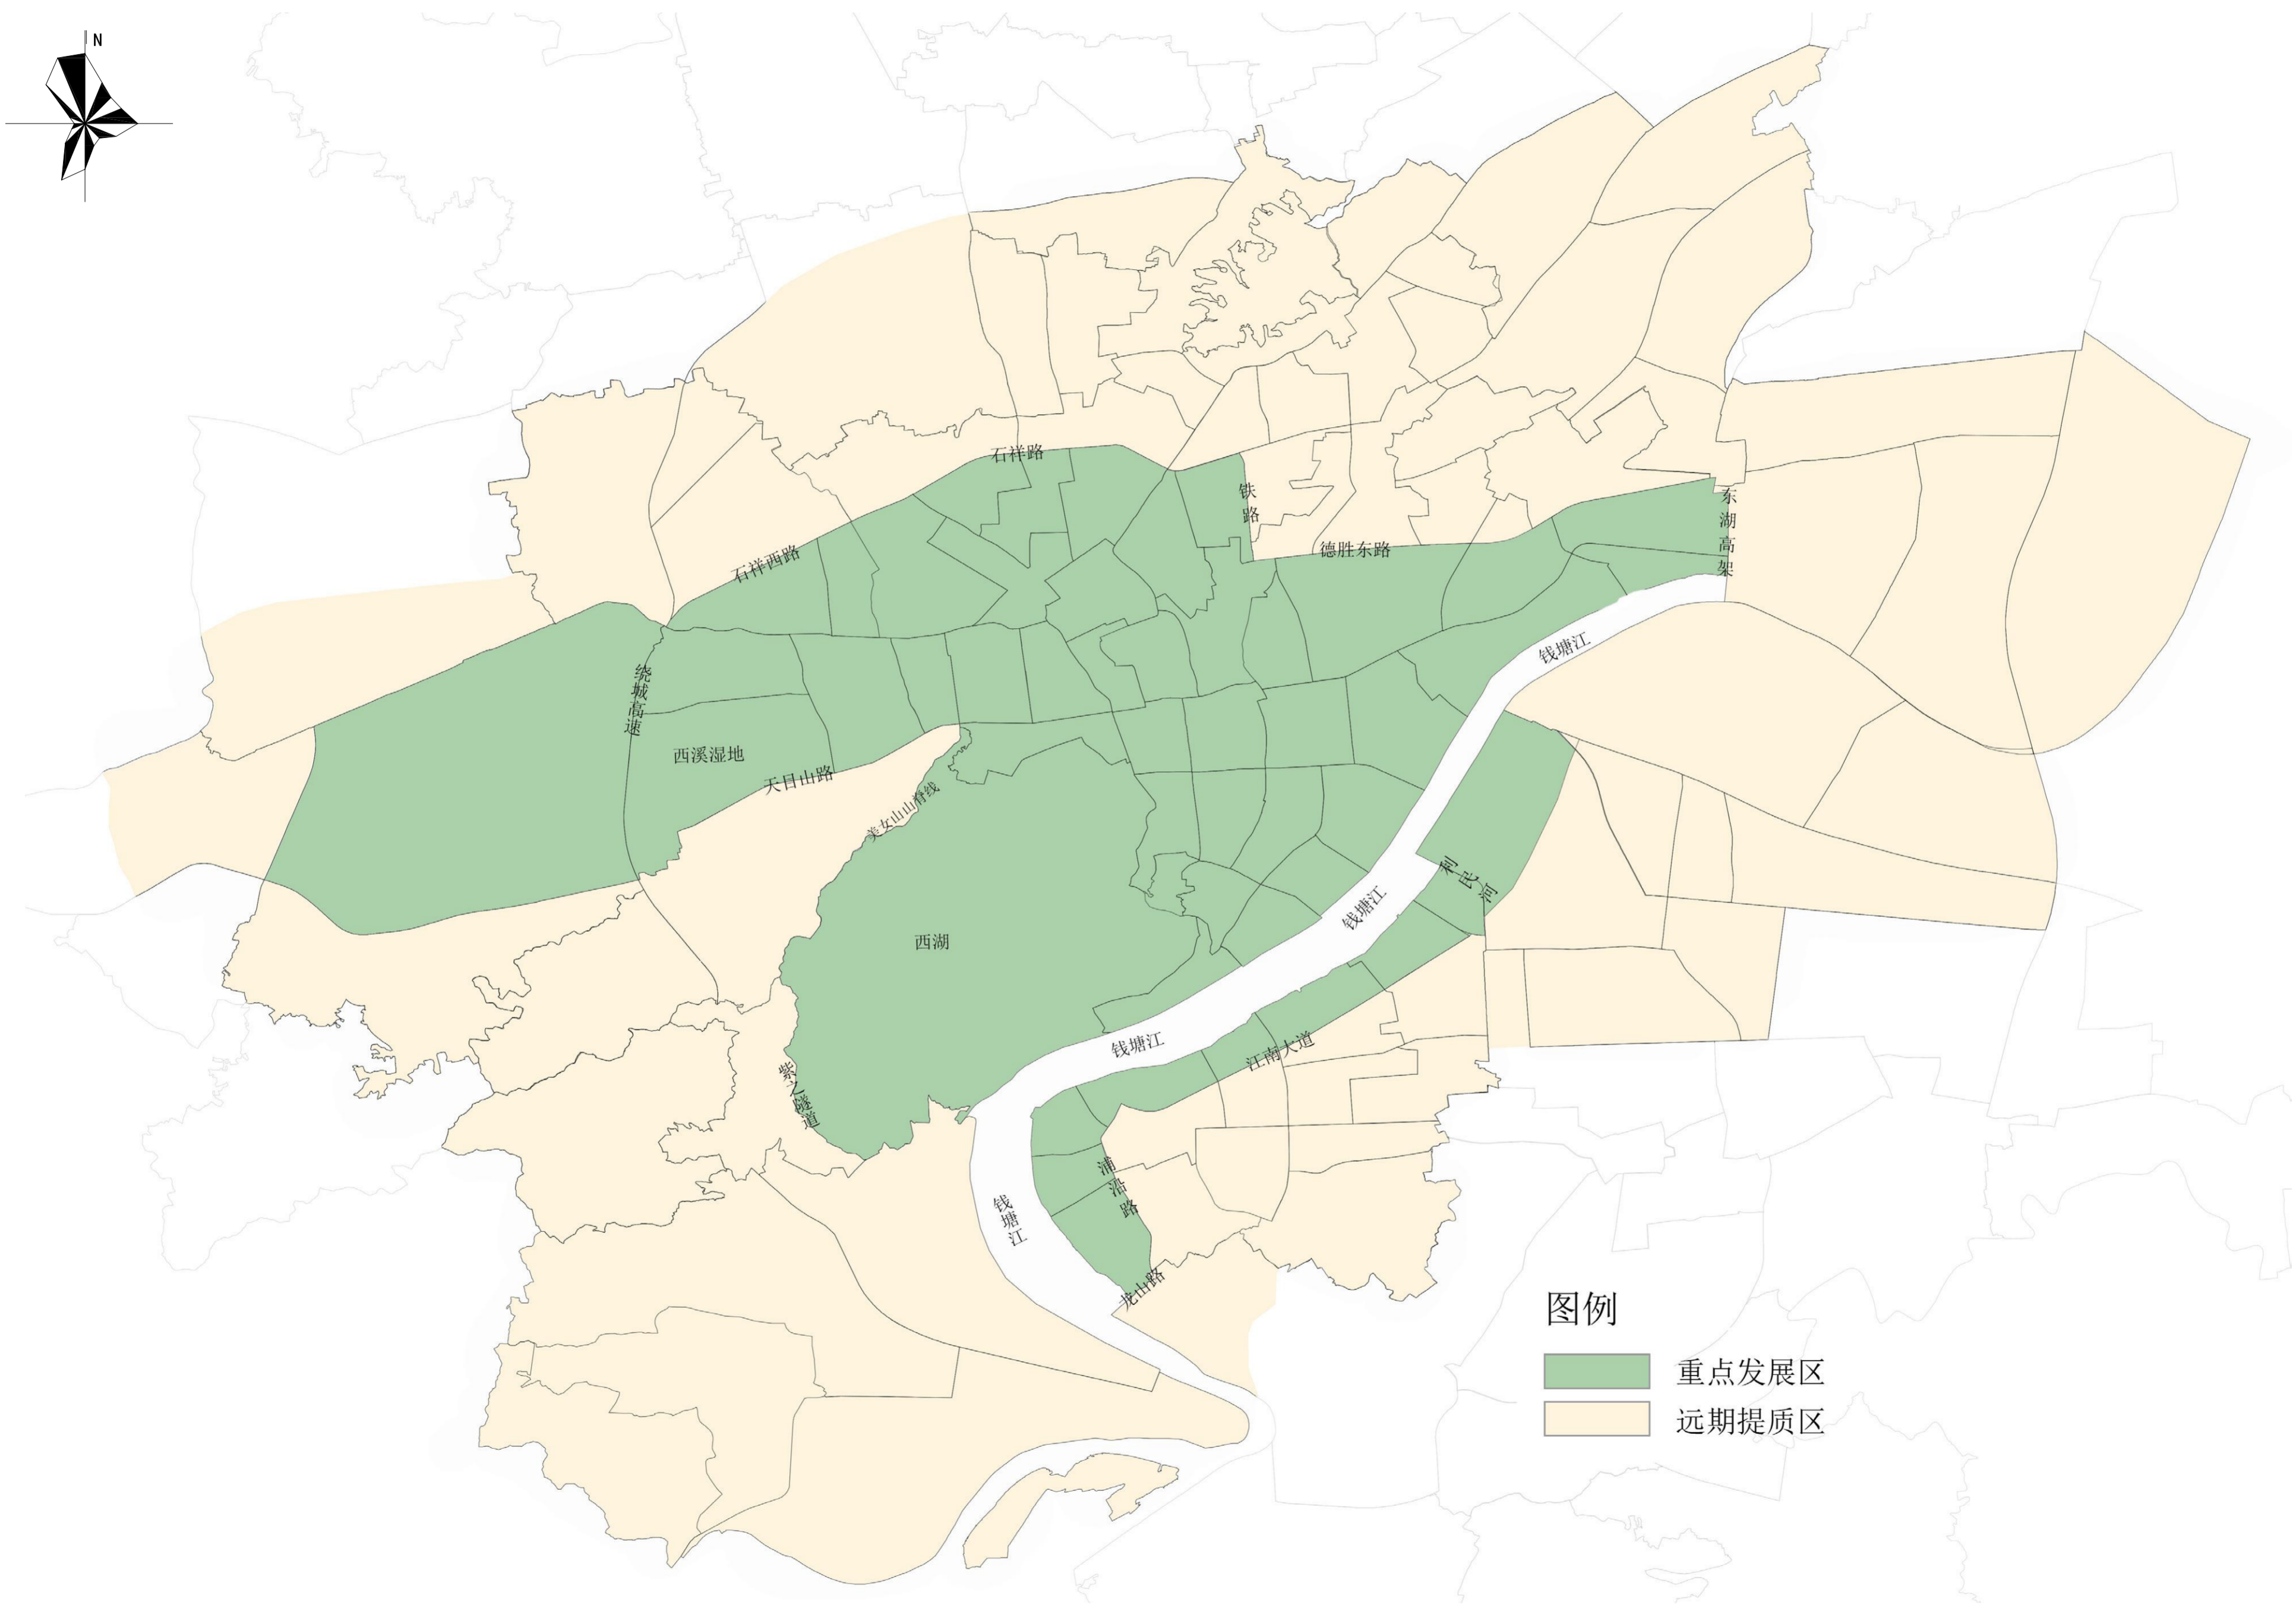 N
石祥路
铁路
东湖高架
石祥西路
德胜东路
钱塘江
绕城高速
西溪湿地
天目山路
美女山山脊线
利民河
钱塘江
西湖
钱塘江
江南大道
紫之隧道
浦沿路
钱塘江
龙山路
图例
重点发展区
远期提质区